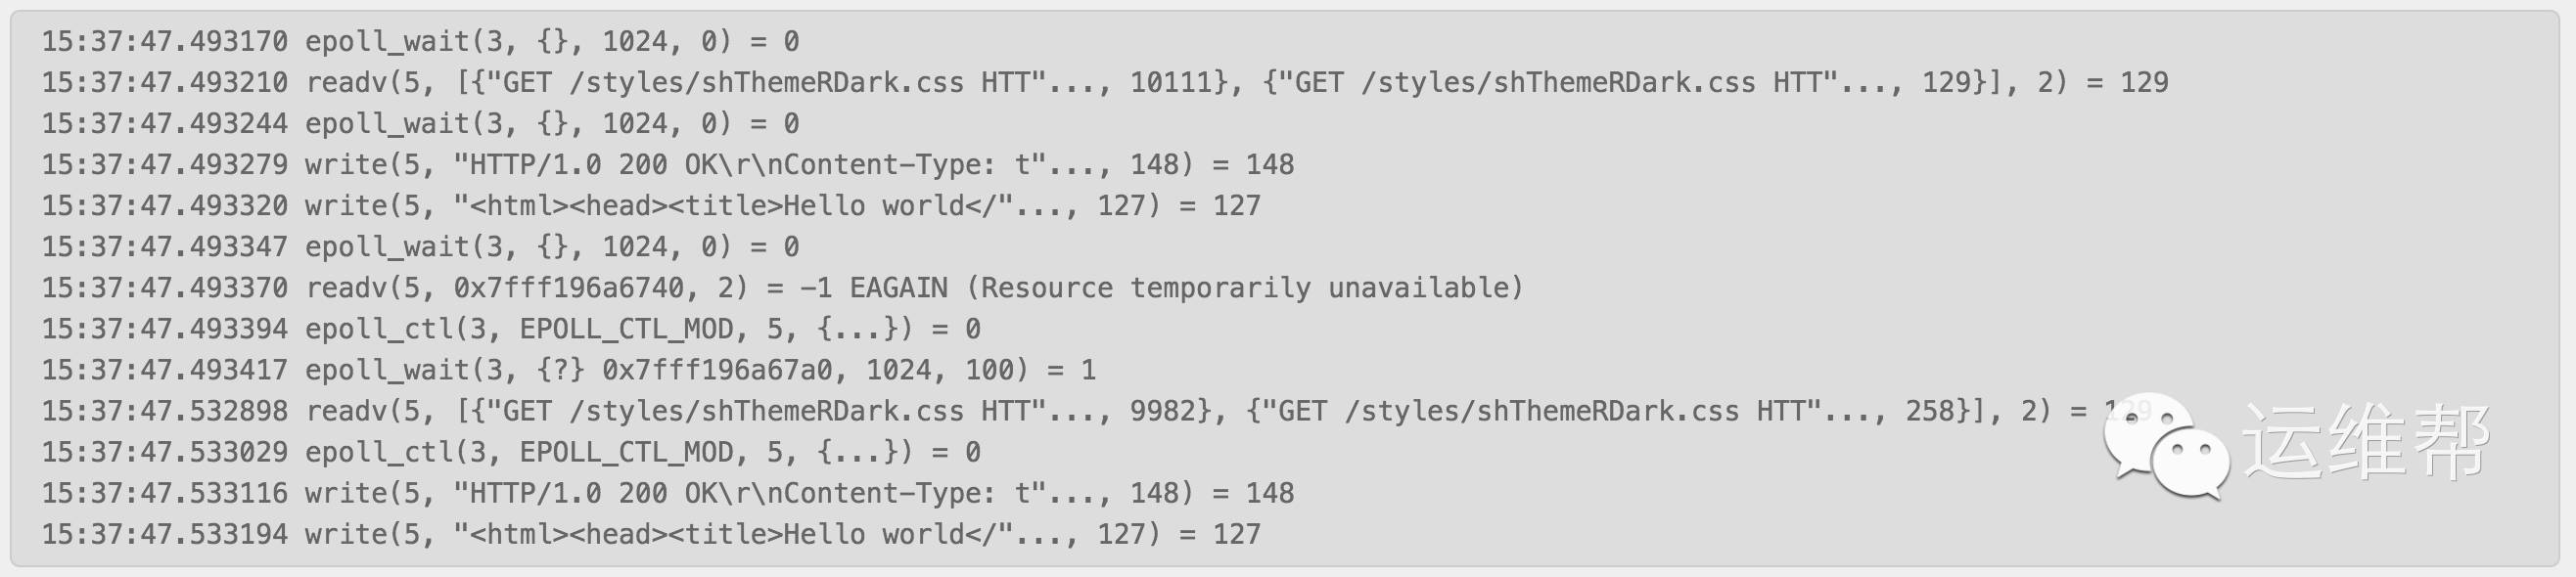 15:37:47.493170 epoll_wait(3, {}, 1024, 0) = 0
15:37:47.493210 readv(5, [{"GET /styles/shThemeRDark.css HTT"..., 10111}, {"GET /styles/shThemeRDark.css HTT"..., 129}], 2) = 129
15:37:47.493244 epoll_wait(3, {}, 1024, 0) = 0
15:37:47.493279 write(5, "HTTP/1.0 200 OK\r\nContent-Type: t"..., 148) = 148
15:37:47.493320 write(5, "<html><head><title>Hello world</"..., 127) = 127
15:37:47.493347 epoll_wait(3, {}, 1024, 0) = 0
15:37:47.493370 readv(5, 0x7fff196a6740, 2) = -1 EAGAIN (Resource temporarily unavailable)
15:37:47.493394 epoll_ctl(3, EPOLL_CTL_MOD, 5, {...}) = 0
15:37:47.493417 epoll_wait(3, {?} 0x7fff196a67a0, 1024, 100) = 1
15:37:47.532898 readv(5, [{"GET /styles/shThemeRDark.css HTT"..., 9982}, {"GET /styles/shThemeRDark.css HTT"..., 258}], 2) = 129
15:37:47.533029 epoll_ctl(3, EPOLL_CTL_MOD, 5, {...}) = 0
15:37:47.533116 write(5, "HTTP/1.0 200 OK\r\nContent-Type: t"..., 148) = 148
15:37:47.533194 write(5, "<html><head><title>Hello world</"..., 127) = 127
运维帮